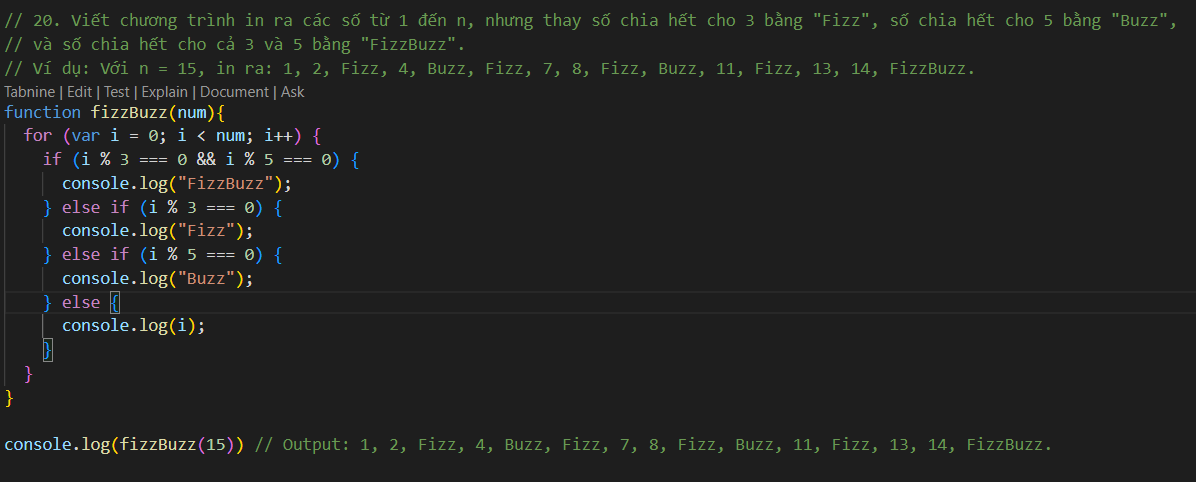 // 20. Viết chương trình in ra các số từ 1 đến n, nhưng thay số chia hết cho 3 bằng "Fizz", số chia hết cho 5 bằng "Buzz",
// và số chia hết cho cả 3 và 5 bằng "FizzBuzz".
// Ví dụ: Với n = 15, in ra: 1, 2, Fizz, 4, Buzz, Fizz, 7, 8, Fizz, Buzz, 11, Fizz, 13, 14, FizzBuzz.
Tabnine | Edit | Test | Explain | Document | Ask
function fizzBuzz(num){
  for (var i = 0; i < num; i++) {
    if (i % 3 === 0 && i % 5 === 0) {
      console.log("FizzBuzz");
    } else if (i % 3 === 0) {
      console.log("Fizz");
    } else if (i % 5 === 0) {
      console.log("Buzz");
    } else {
      console.log(i);
    }
  }
}
console.log(fizzBuzz(15)) // Output: 1, 2, Fizz, 4, Buzz, Fizz, 7, 8, Fizz, Buzz, 11, Fizz, 13, 14, FizzBuzz.